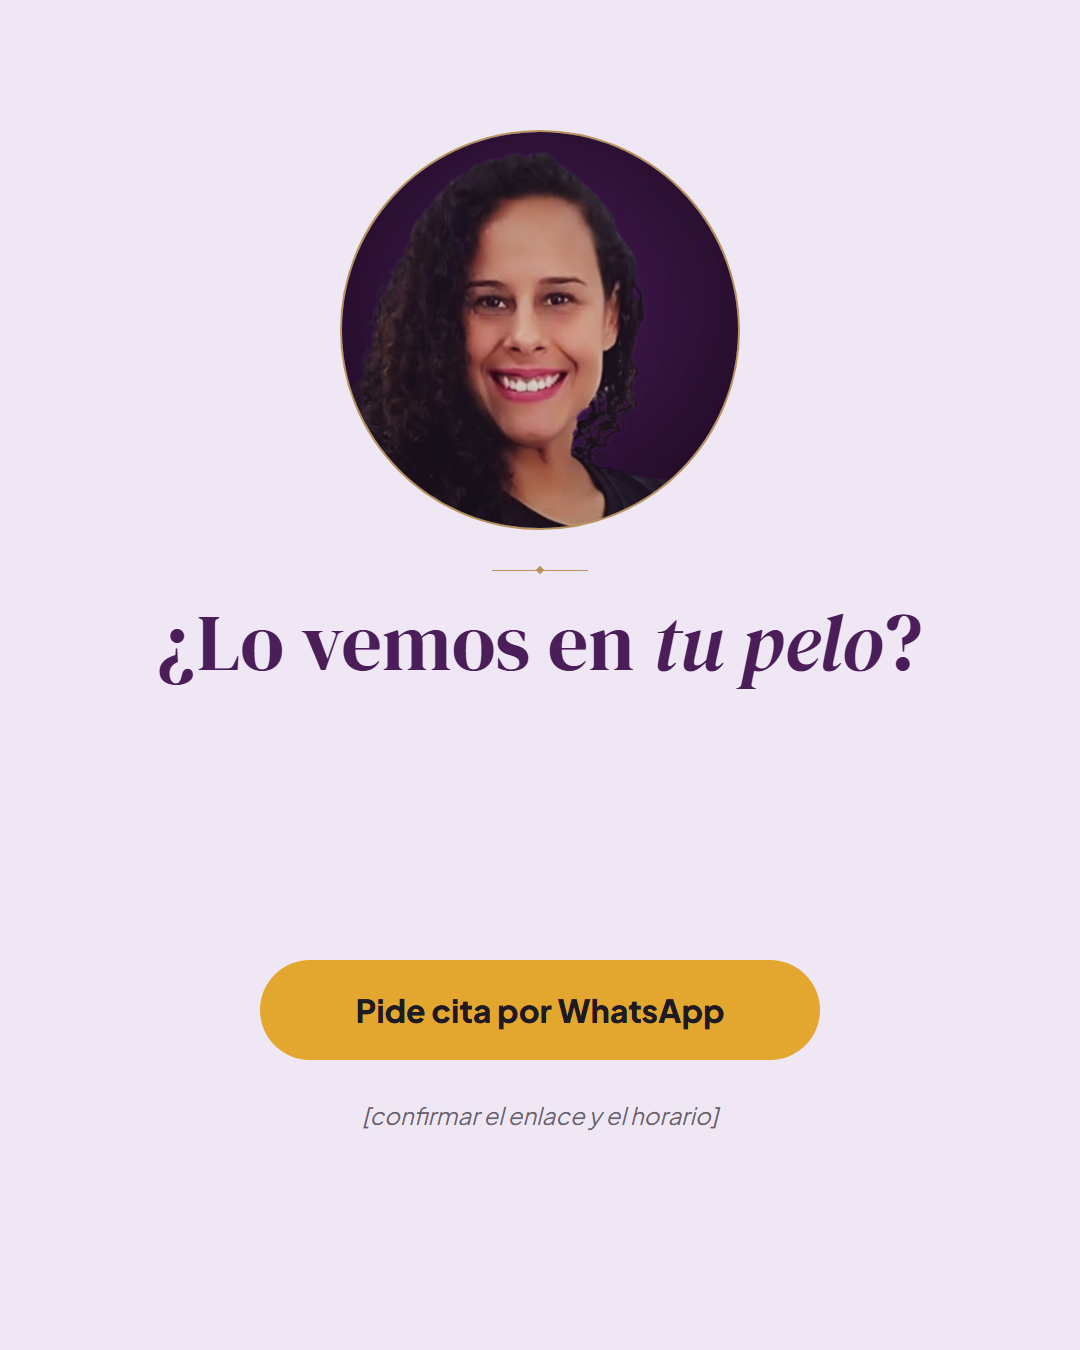 ¿Lo vemos en tu pelo?
Pide cita por WhatsApp
[confirmar el enlace y el horario]